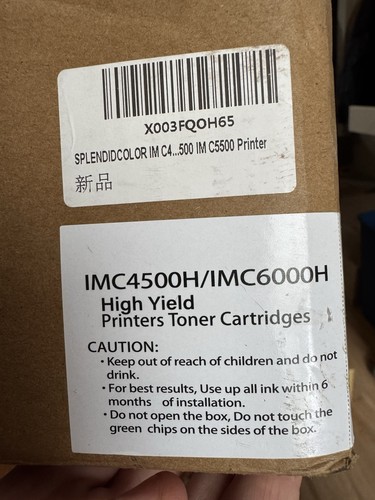 X003FQOH65
SPLENDIDCOLOR IM C4...500 IM C5500 Printer
新品
IMC4500H/IMC6000H
High Yield
Printers Toner Cartridges
CAUTION:
• Keep out of reach of children and do not
drink.
• For best results, Use up all ink within 6
months of installation.
• Do not open the box, Do not touch the
green chips on the sides of the box.